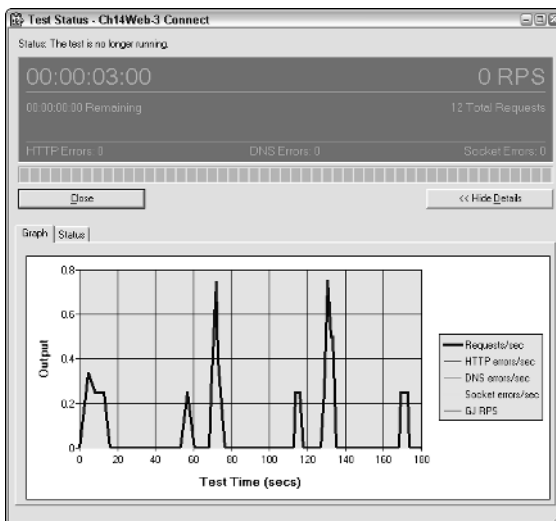 Test Status - Ch14Web-3 Connect
Status: The test is no longer running.
00:00:03:00
0 RPS
00:00:00:00 Remaining
12 Total Requests
HTTP Errors: 0
DNS Errors: 0
Socket Errors: 0
Close
<< Hide Details
Graph
Status
0.8
0.6
0.4
0.2
0
Output
0
20
40
60
80
100
120
140
160
180
Test Time (secs)
Requests/sec
HTTP errors/sec
DNS errors/sec
Socket errors/sec
GJ RPS